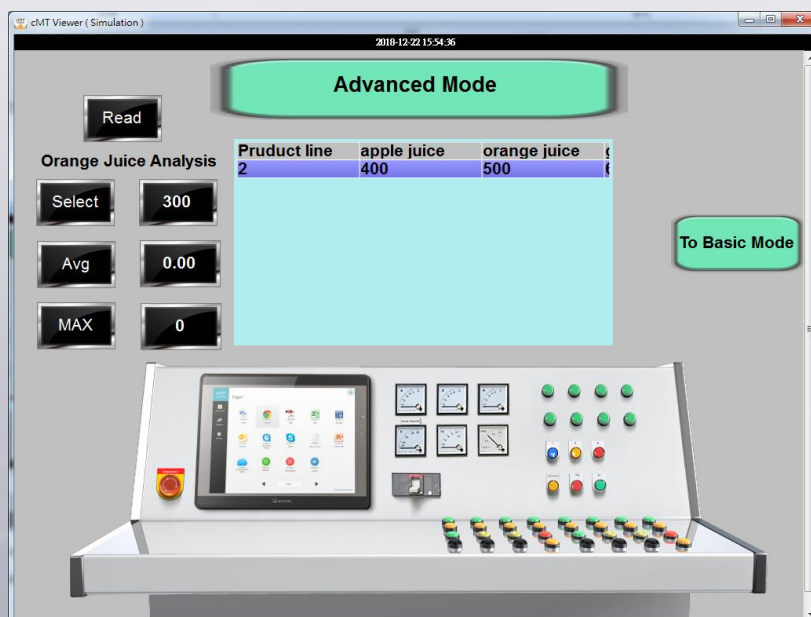 cMT Viewer ( Simulation )
2018-12-22 15:54:36
Advanced Mode
Read
Orange Juice Analysis
Pruduct line apple juice orange juice
2 400 500
Select 300
Avg 0.00
MAX 0
To Basic Mode